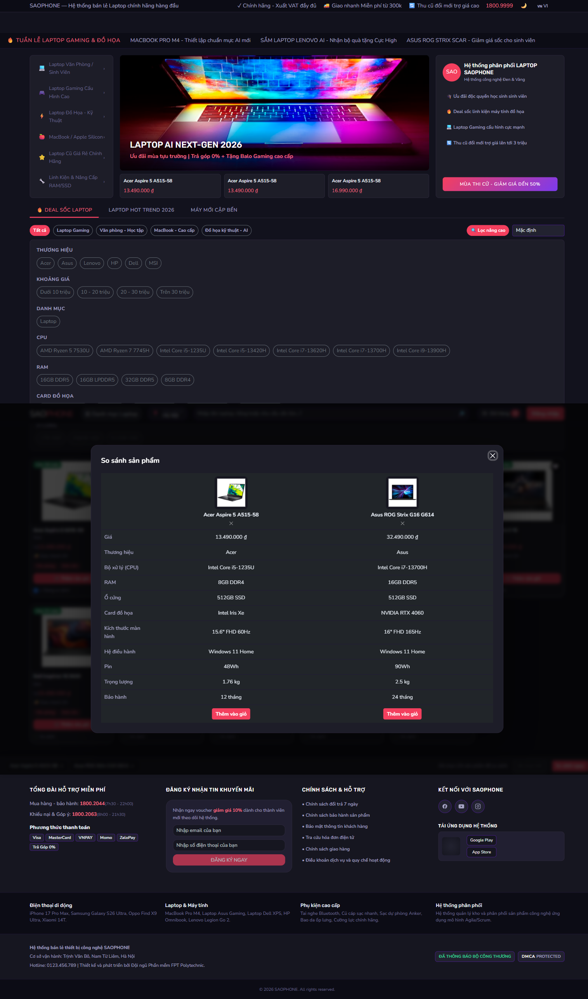 SAOPHONE — Hệ thống bán lẻ Laptop chính hãng hàng đầu
✓ Chính hãng - Xuất VAT đầy đủ
Giao nhanh Miễn phí từ 300k
Thu cũ đổi mới trợ giá cao
1800.9999
VN VI
TUẦN LỄ LAPTOP GAMING & ĐỒ HỌA
MACBOOK PRO M4 - Thiết lập chuẩn mực AI mới
SẮM LAPTOP LENOVO AI - Nhận bộ quà tặng Cực High
ASUS ROG STRIX SCAR - Giảm giá sốc cho sinh viên
Laptop Văn Phòng /
Sinh Viên
Laptop Gaming Cấu
Hình Cao
Laptop Đồ Họa - Kỹ
Thuật
MacBook / Apple Silicon
Laptop Cũ Giá Rẻ Chính
Hãng
Linh Kiện & Nâng Cấp
RAM/SSD
LAPTOP AI NEXT-GEN 2026
Ưu đãi mùa tựu trường | Trả góp 0% + Tặng Balo Gaming cao cấp
Acer Aspire 5 A515-58
13.490.000 ₫
Acer Aspire 5 A515-58
13.490.000 ₫
Acer Aspire 5 A515-58
16.990.000 ₫
SAO
Hệ thống phân phối LAPTOP
SAOPHONE
Hệ thống công nghệ Đen & Vàng
Ưu đãi độc quyền học sinh sinh viên
Deal sốc linh kiện máy tính đồ họa
Laptop Gaming cấu hình cực mạnh
Thu cũ đổi mới trợ giá lên tới 3 triệu
MÙA THI CỬ - GIẢM GIÁ ĐẾN 50%
DEAL SỐC LAPTOP
LAPTOP HOT TREND 2026
MÁY MỚI CẬP BẾN
Tất cả
Laptop Gaming
Văn phòng - Học tập
MacBook - Cao cấp
Đồ họa kỹ thuật - AI
Lọc nâng cao
Mặc định
THƯƠNG HIỆU
Acer
Asus
Lenovo
HP
Dell
MSI
KHOẢNG GIÁ
Dưới 10 triệu
10 - 20 triệu
20 - 30 triệu
Trên 30 triệu
DANH MỤC
Laptop
CPU
AMD Ryzen 5 7530U
AMD Ryzen 7 7745H
Intel Core i5-1235U
Intel Core i5-13420H
Intel Core i7-13620H
Intel Core i7-13700H
Intel Core i9-13900H
RAM
16GB DDR5
16GB LPDDR5
32GB DDR5
8GB DDR4
CARD ĐỒ HỌA
So sánh sản phẩm
Acer Aspire 5 A515-58
Asus ROG Strix G16 G614
Giá
13.490.000 ₫
32.490.000 ₫
Thương hiệu
Acer
Asus
Bộ xử lý (CPU)
Intel Core i5-1235U
Intel Core i7-13700H
RAM
8GB DDR4
16GB DDR5
Ổ cứng
512GB SSD
512GB SSD
Card đồ họa
Intel Iris Xe
NVIDIA RTX 4060
Kích thước màn
hình
15.6" FHD 60Hz
16" FHD 165Hz
Hệ điều hành
Windows 11 Home
Windows 11 Home
Pin
48Wh
90Wh
Trọng lượng
1.76 kg
2.5 kg
Bảo hành
12 tháng
24 tháng
Thêm vào giỏ
Thêm vào giỏ
TỔNG ĐÀI HỖ TRỢ MIỄN PHÍ
Mua hàng - bảo hành: 1800.2044(7h30 - 22h00)
Khiếu nại & Góp ý: 1800.2063(8h00 - 21h30)
Phương thức thanh toán
Visa
MasterCard
VNPAY
Momo
ZaloPay
Trả Góp 0%
ĐĂNG KÝ NHẬN TIN KHUYẾN MÃI
Nhận ngay voucher giảm giá 10% dành cho thành viên
mới theo dõi hệ thống.
Nhập email của bạn
Nhập số điện thoại của bạn
ĐĂNG KÝ NGAY
CHÍNH SÁCH & HỖ TRỢ
• Chính sách đổi trả 7 ngày
• Chính sách bảo hành sản phẩm
• Bảo mật thông tin khách hàng
• Tra cứu hóa đơn điện tử
• Chính sách giao hàng
• Điều khoản dịch vụ và quy chế hoạt động
KẾT NỐI VỚI SAOPHONE
TẢI ỨNG DỤNG HỆ THỐNG
Google Play
App Store
Điện thoại di động
iPhone 17 Pro Max, Samsung Galaxy S26 Ultra, Oppo Find X9
Ultra, Xiaomi 14T.
Laptop & Máy tính
MacBook Pro M4, Laptop Asus Gaming, Laptop Dell XPS, HP
Omnibook, Lenovo Legion Go 2.
Phụ kiện cao cấp
Tai nghe Bluetooth, Củ cáp sạc nhanh, Sạc dự phòng Anker,
Bao da ốp lưng, Cường lực chính hãng.
Hệ thống phân phối
Hệ thống quản lý kho và phân phối sản phẩm công nghệ ứng
dụng mô hình Agile/Scrum.
Hệ thống bán lẻ thiết bị công nghệ SAOPHONE
Cơ sở vận hành: Trịnh Văn Bô, Nam Từ Liêm, Hà Nội
Hotline: 0123.456.789 | Thiết kế và phát triển bởi Đội ngũ Phần mềm FPT Polytechnic.
ĐÃ THÔNG BÁO BỘ CÔNG THƯƠNG
DMCA PROTECTED
© 2026 SAOPHONE. All rights reserved.